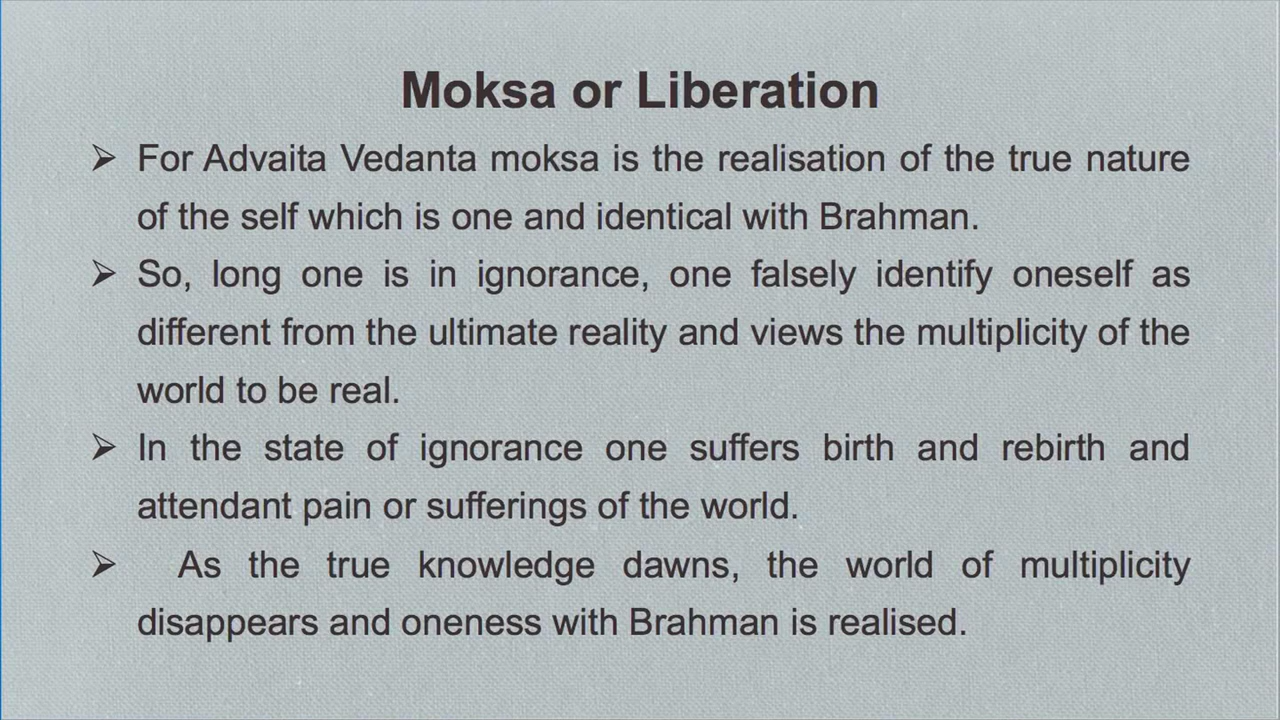 Moksa or Liberation
➢ For Advaita Vedanta moksa is the realisation of the true nature
of the self which is one and identical with Brahman.
➢ So, long one is in ignorance, one falsely identify oneself as
different from the ultimate reality and views the multiplicity of the
world to be real.
➢ In the state of ignorance one suffers birth and rebirth and
attendant pain or sufferings of the world.
➢ As the true knowledge dawns, the world of multiplicity
disappears and oneness with Brahman is realised.